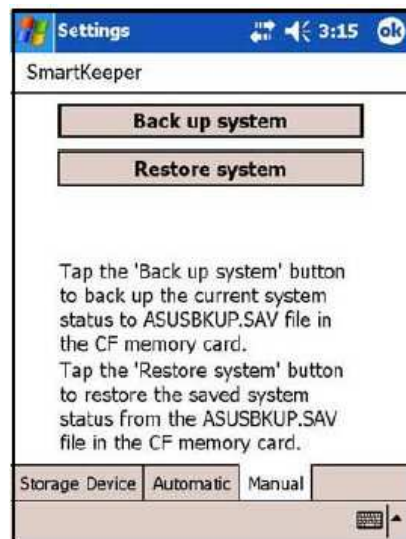 Settings 3:15 ok
SmartKeeper
Back up system
Restore system
Tap the 'Back up system' button
to back up the current system
status to ASUSBKUP.SAV file in
the CF memory card.
Tap the 'Restore system' button
to restore the saved system
status from the ASUSBKUP.SAV
file in the CF memory card.
Storage Device Automatic Manual